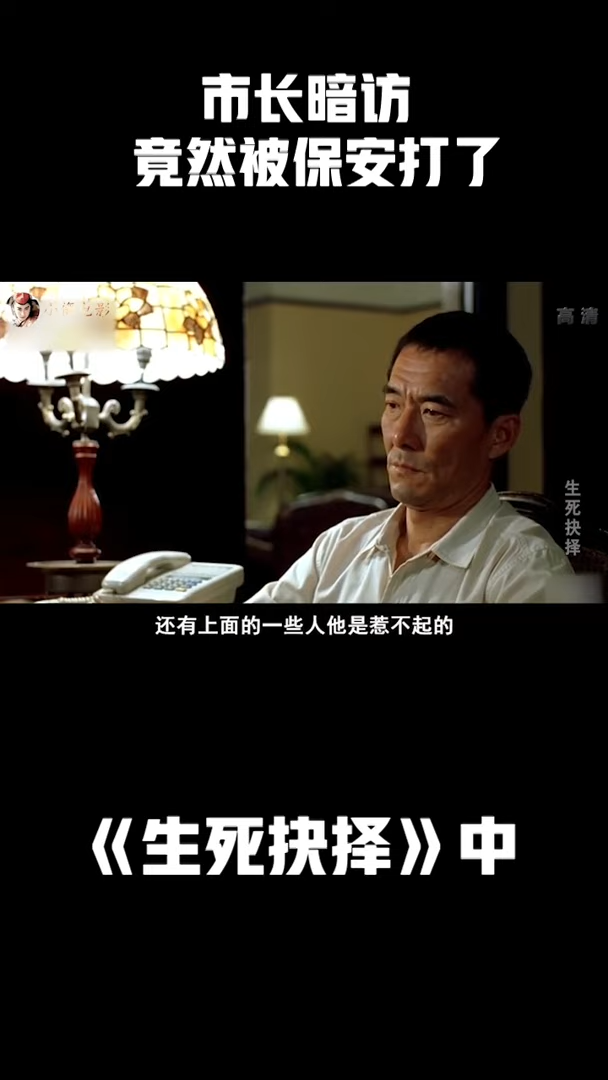 市长暗访
竟然被保安打了
高清
生死抉择
还有上面的一些人他是惹不起的
《生死抉择》中